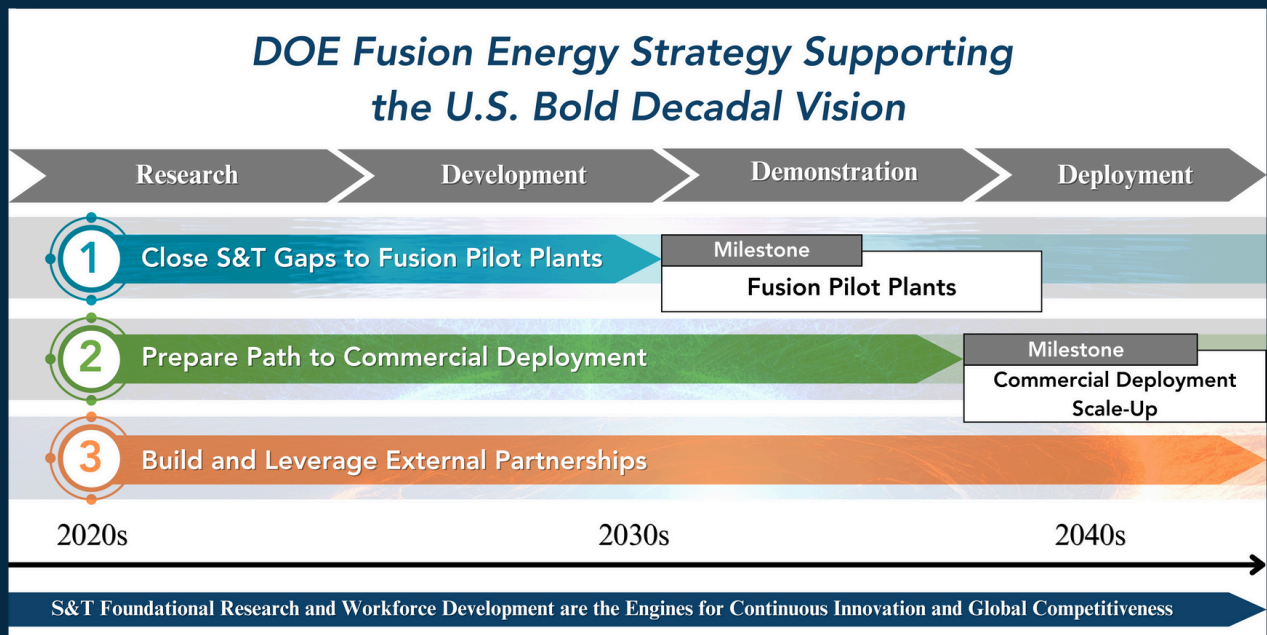 DOE Fusion Energy Strategy Supporting
the U.S. Bold Decadal Vision
Research
Development
Demonstration
Deployment
1
Close S&T Gaps to Fusion Pilot Plants
Milestone
Fusion Pilot Plants
2
Prepare Path to Commercial Deployment
Milestone
Commercial Deployment
Scale-Up
3
Build and Leverage External Partnerships
2020s
2030s
2040s
S&T Foundational Research and Workforce Development are the Engines for Continuous Innovation and Global Competitiveness